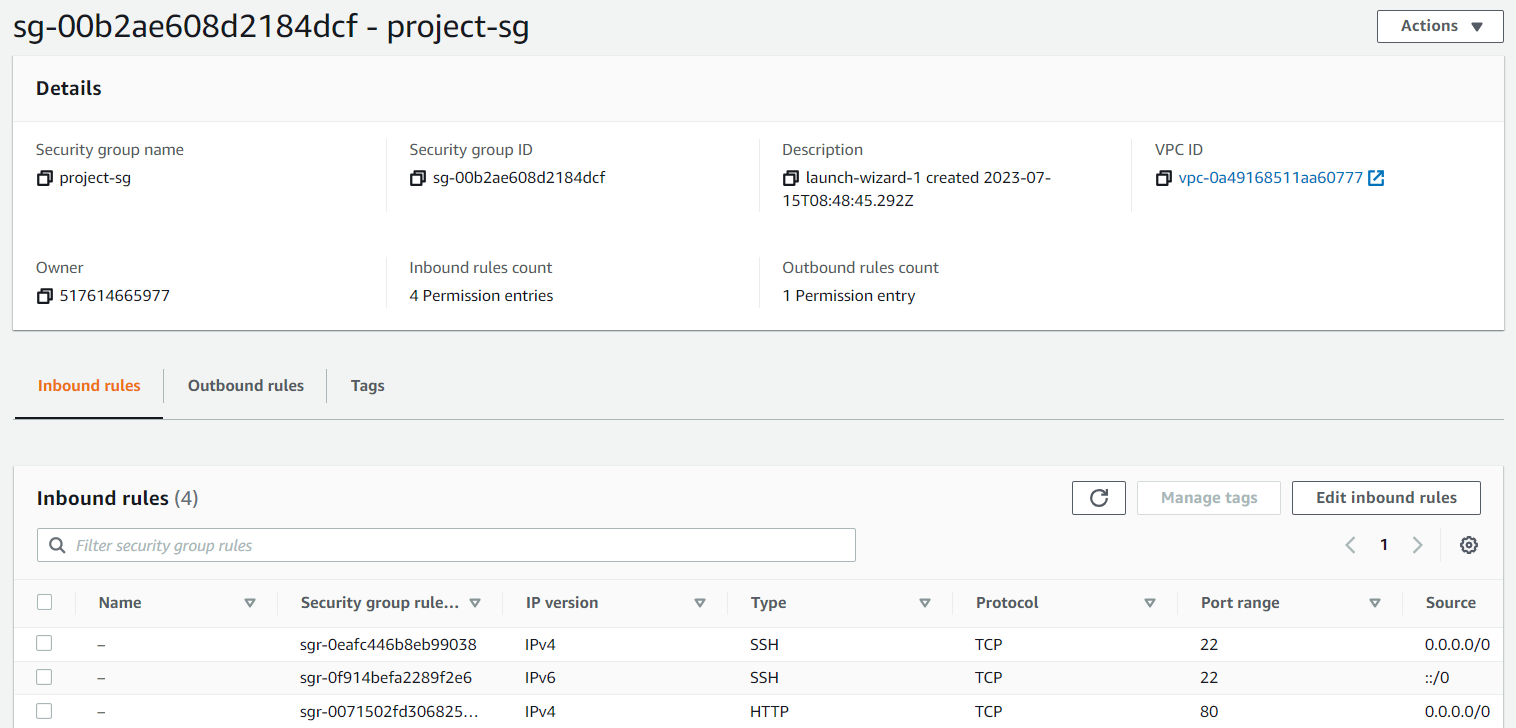 sg-00b2ae608d2184dcf - project-sg
Actions
Details
Security group name
project-sg
Security group ID
sg-00b2ae608d2184dcf
Description
launch-wizard-1 created 2023-07-
15T08:48:45.292Z
VPC ID
vpc-0a49168511aa60777
Owner
517614665977
Inbound rules count
4 Permission entries
Outbound rules count
1 Permission entry
Inbound rules Outbound rules Tags
Inbound rules (4)
Manage tags Edit inbound rules
Filter security group rules
1
Name Security group rule... IP version Type Protocol Port range Source
– sgr-0eafc446b8eb99038 IPv4 SSH TCP 22 0.0.0.0/0
– sgr-0f914befa2289f2e6 IPv6 SSH TCP 22 ::/0
– sgr-0071502fd306825... IPv4 HTTP TCP 80 0.0.0.0/0